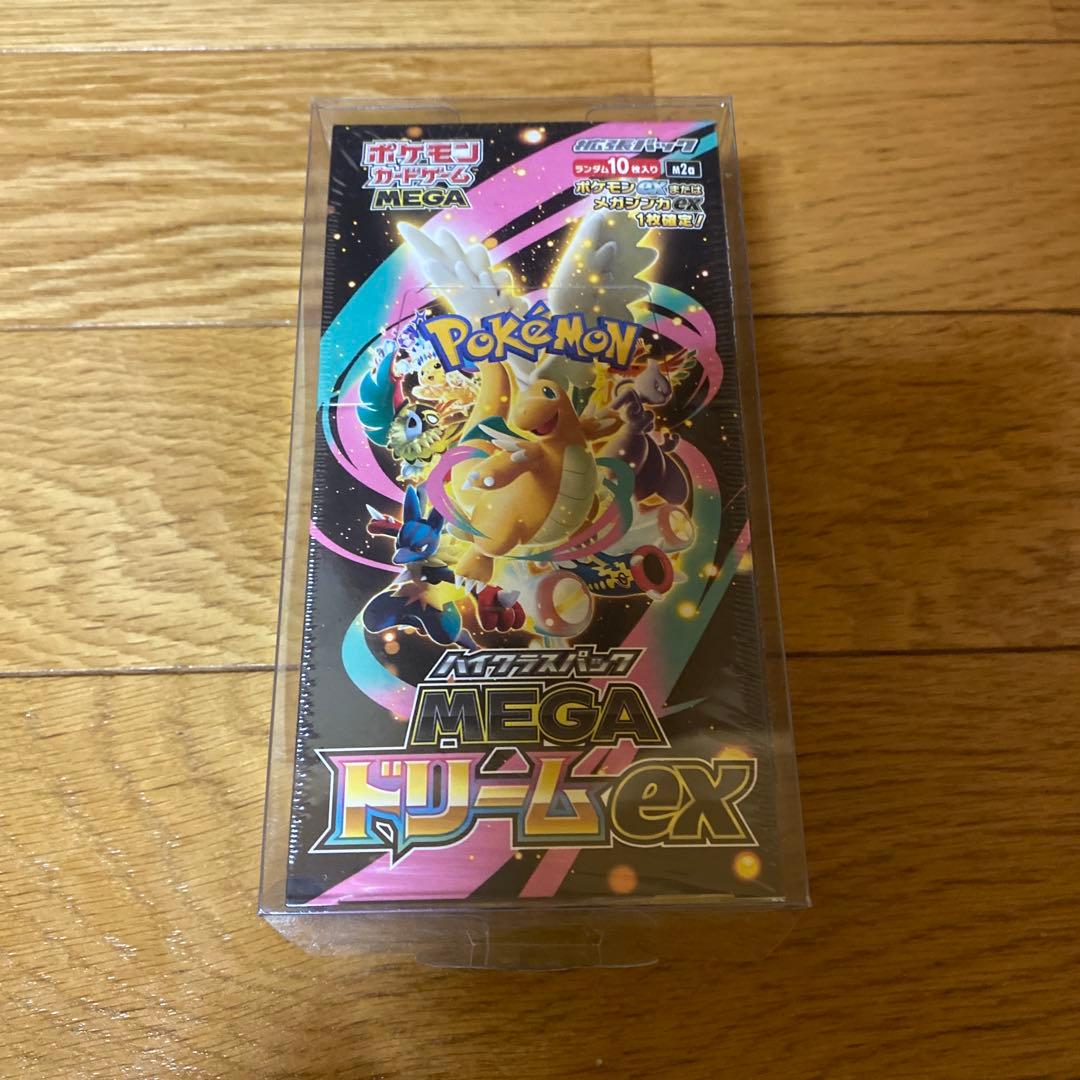 ポケモン
カードゲーム
MEGA
拡張パック
ランダム10枚入り M2a
ポケモンexまたは
メガシンカex
1枚確定!
POKéMON
ハイクラスパック
MEGA
ドリームex